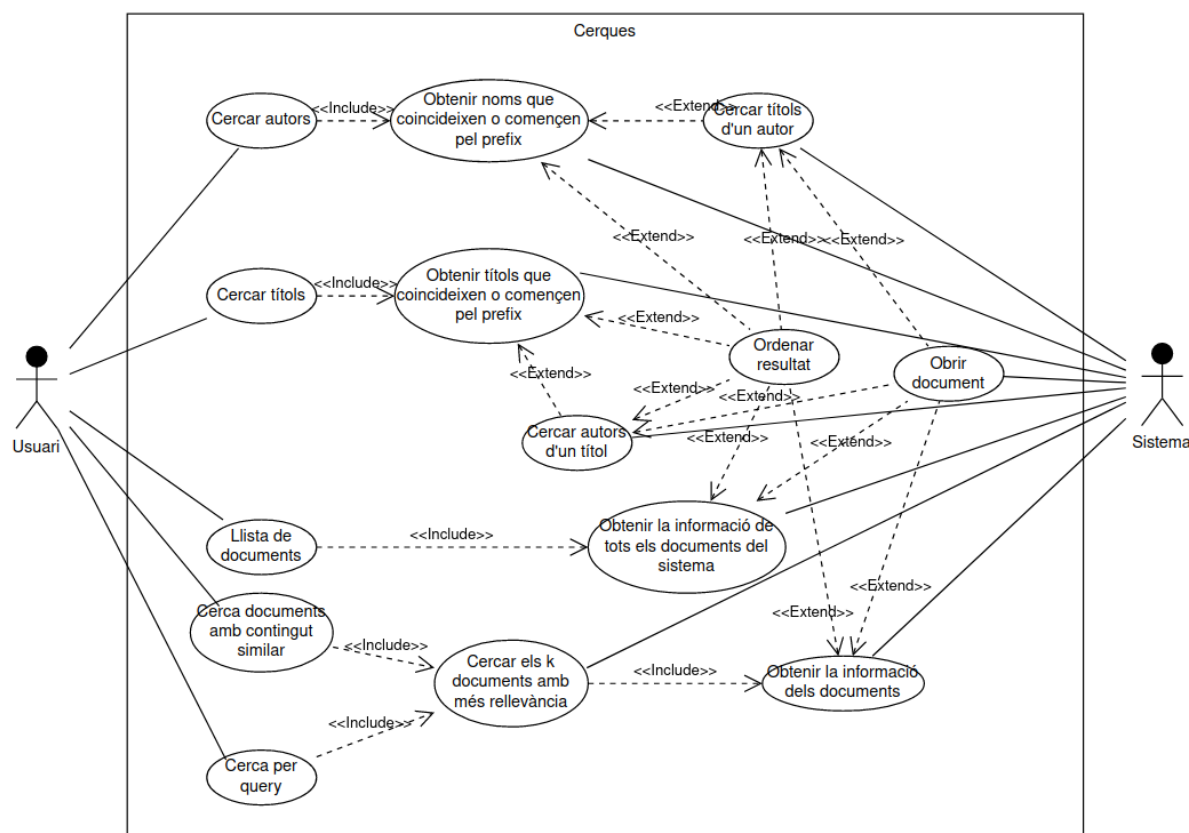 Cerques
Cercar autors
<<Include>>
Obtenir noms que
coincideixen o començen
pel prefix
<<Extend>>
Cercar títols
d'un autor
<<Extend>>
<<Extend>>
<<Extend>>
Cercar títols
<<Include>>
Obtenir títols que
coincideixen o començen
pel prefix
<<Extend>>
Ordenar
resultat
Obrir
document
<<Extend>>
<<Extend>>
<<Extend>>
Usuari
Sistema
Cercar autors
d'un títol
<<Extend>>
<<Extend>>
Llista de
documents
<<Include>>
Obtenir la informació de
tots els documents del
sistema
<<Extend>>
Cerca documents
amb contingut
similar
<<Extend>>
<<Include>>
Cercar els k
documents amb
més rellevància
<<Include>>
Obtenir la informació
dels documents
<<Include>>
Cerca per
query